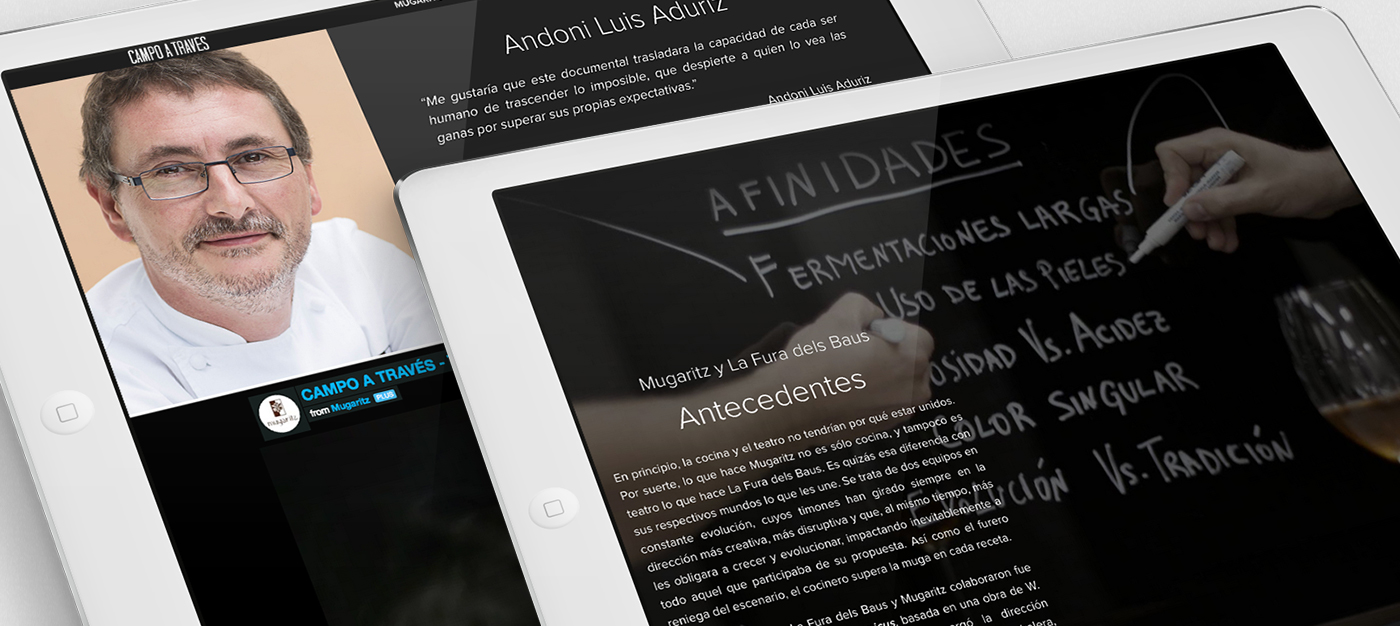 MUGARITZ
CAMPO A TRAVES
Andoni Luis Aduriz
“Me gustaría que este documental trasladara la capacidad de cada ser
humano de trascender lo imposible, que despierte a quien lo vea las
ganas por superar sus propias expectativas.”
Andoni Luis Aduriz
CAMPO A TRAVÉS -
from Mugaritz PLUS
mugaritz
AFINIDADES
FERMENTACIONES LARGAS
USO DE LAS PIELES
OSIDAD Vs. ACIDEZ
COLOR SINGULAR
EVOLUCIÓN Vs. TRADICIÓN
Mugaritz y La Fura dels Baus
Antecedentes
En principio, la cocina y el teatro no tendrían por qué estar unidos.
Por suerte, lo que hace Mugaritz no es sólo cocina, y tampoco es
teatro lo que hace La Fura dels Baus. Es quizás esa diferencia con
sus respectivos mundos lo que les une. Se trata de dos equipos en
constante evolución, cuyos timones han girado siempre en la
dirección más creativa, más disruptiva y que, al mismo tiempo, más
les obligara a crecer y evolucionar, impactando inevitablemente a
todo aquel que participaba de su propuesta. Así como el furero
reniega del escenario, el cocinero supera la muga en cada receta.
La Fura dels Baus y Mugaritz colaboraron fue
basada en una obra de W.
la dirección